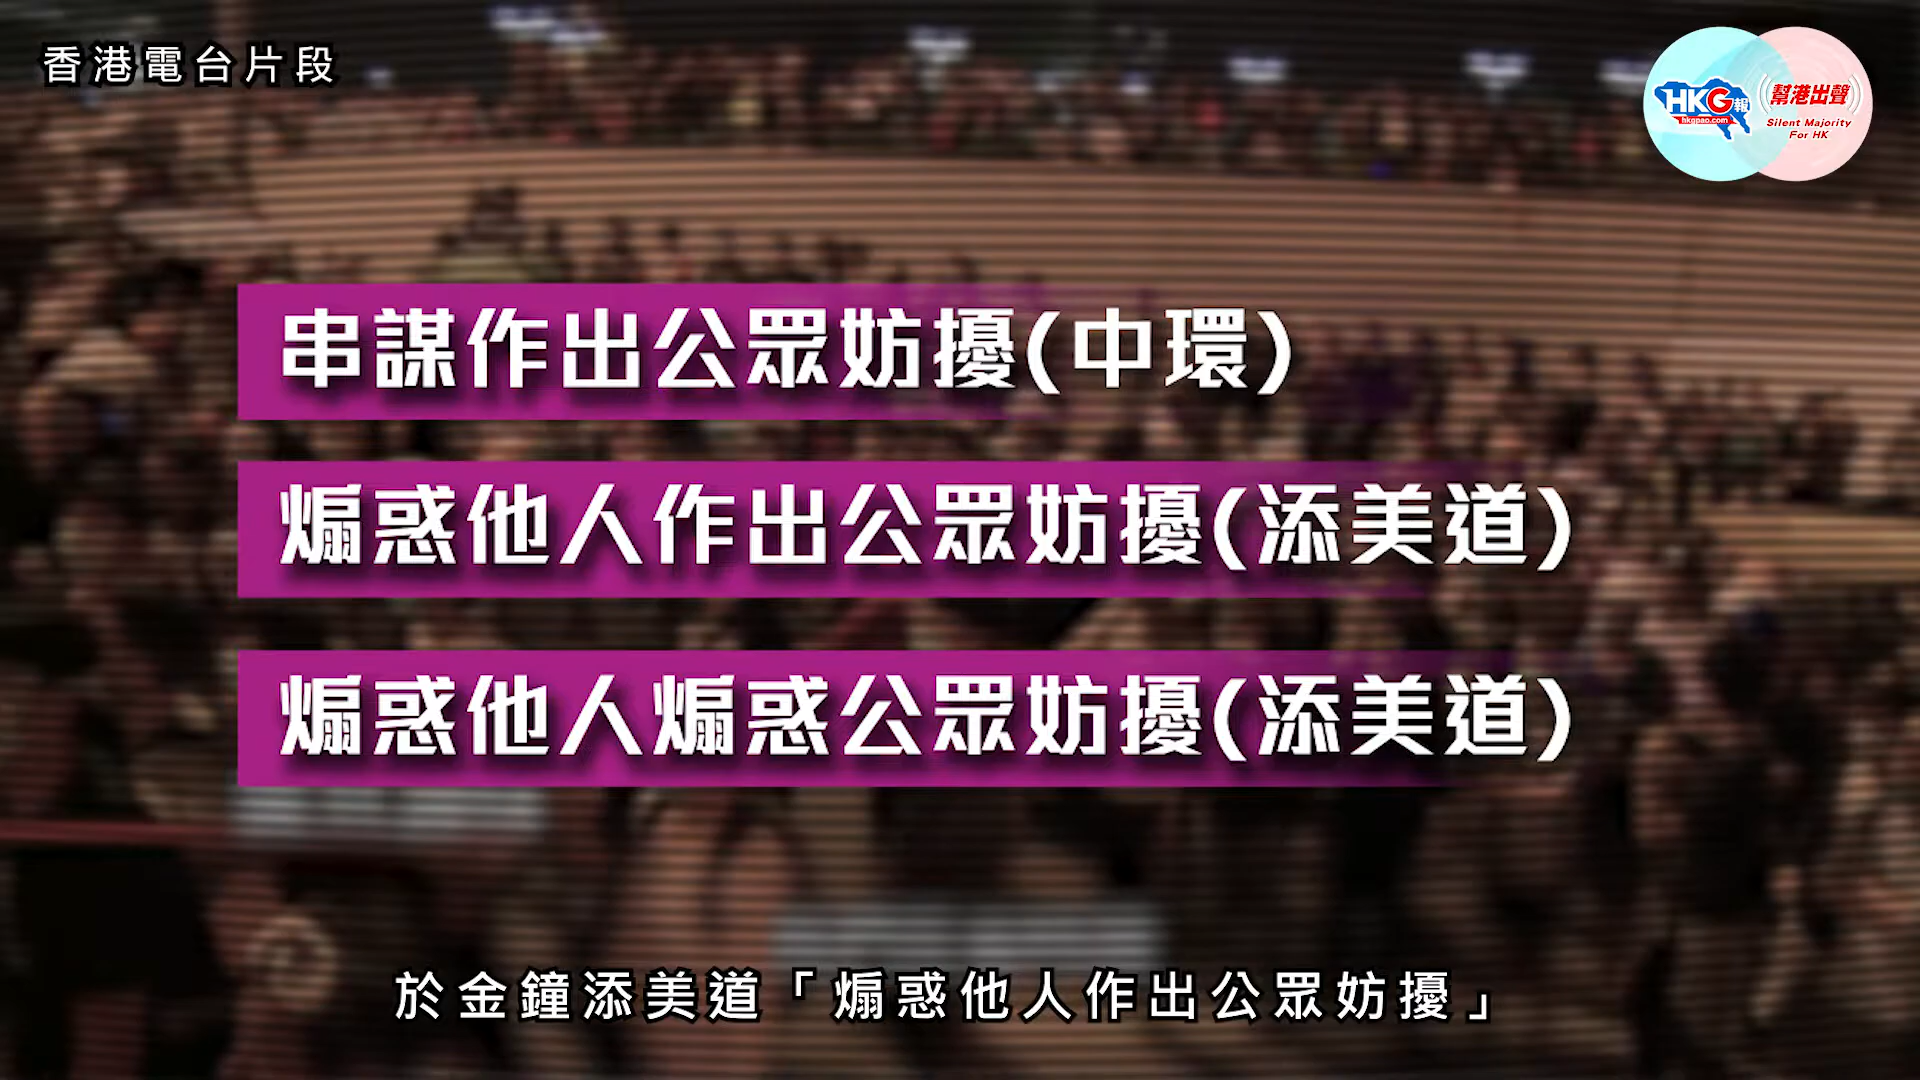 香港電台片段
HKG報
hkgpao.com
幫港出聲
Silent Majority
For HK
串謀作出公眾妨擾(中環)
煽惑他人作出公眾妨擾(添美道)
煽惑他人煽惑公眾妨擾(添美道)
於金鐘添美道「煽惑他人作出公眾妨擾」